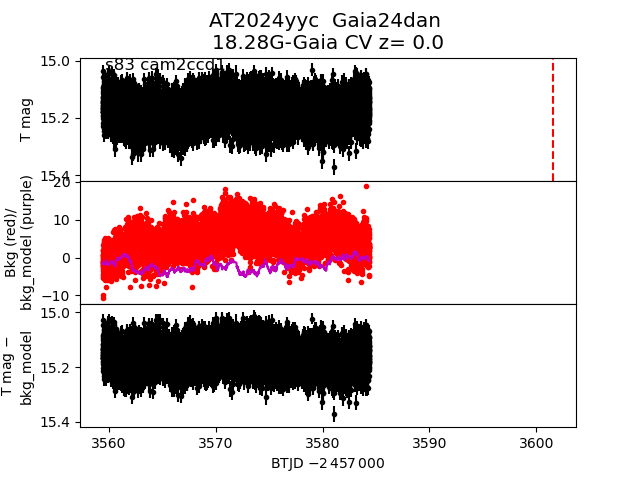 AT2024yyc  Gaia24dan
18.28G-Gaia CV z= 0.0
s83 cam2ccd1
15.0
15.2
15.4
T mag
20
10
0
−10
Bkg (red)/
bkg_model (purple)
15.0
15.2
15.4
T mag −
bkg_model
3560
3570
3580
3590
3600
BTJD −2 457 000